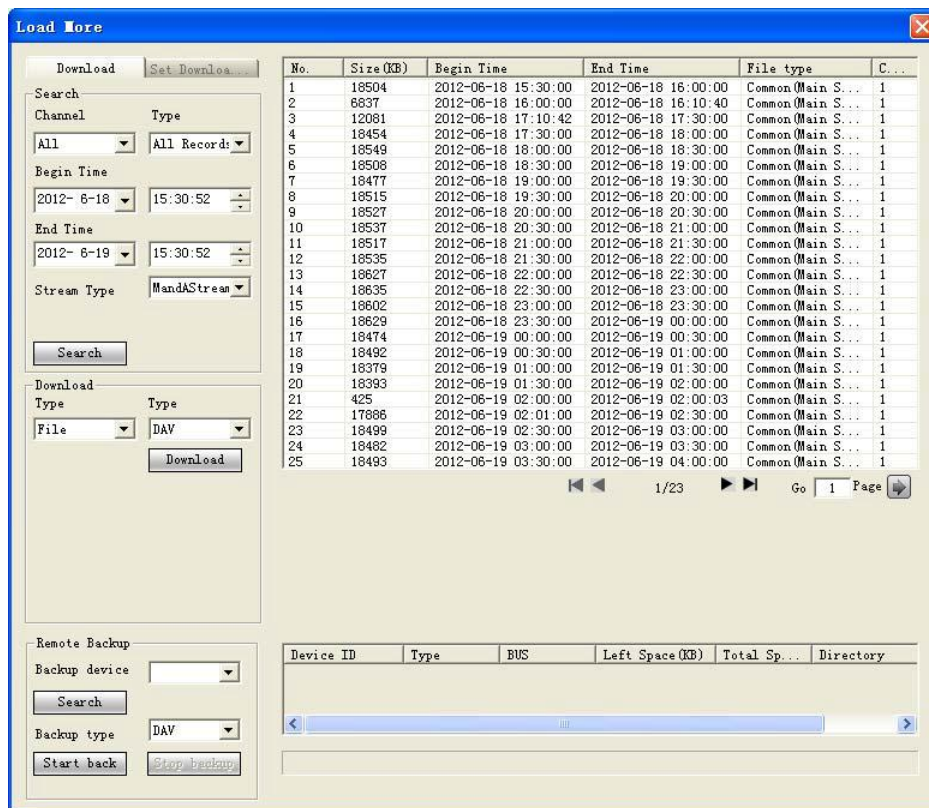 Load More
Download Set Downloa...
Search
Channel Type
All All Records
Begin Time
2012- 6-18 15:30:52
End Time
2012- 6-19 15:30:52
Stream Type MandAStream
Search
Download
Type Type
File DAV
Download
No. Size(KB) Begin Time End Time File type C...
1 18504 2012-06-18 15:30:00 2012-06-18 16:00:00 Common(Main S... 1
2 6837 2012-06-18 16:00:00 2012-06-18 16:10:40 Common(Main S... 1
3 12081 2012-06-18 17:10:42 2012-06-18 17:30:00 Common(Main S... 1
4 18454 2012-06-18 17:30:00 2012-06-18 18:00:00 Common(Main S... 1
5 18549 2012-06-18 18:00:00 2012-06-18 18:30:00 Common(Main S... 1
6 18508 2012-06-18 18:30:00 2012-06-18 19:00:00 Common(Main S... 1
7 18477 2012-06-18 19:00:00 2012-06-18 19:30:00 Common(Main S... 1
8 18515 2012-06-18 19:30:00 2012-06-18 20:00:00 Common(Main S... 1
9 18527 2012-06-18 20:00:00 2012-06-18 20:30:00 Common(Main S... 1
10 18537 2012-06-18 20:30:00 2012-06-18 21:00:00 Common(Main S... 1
11 18517 2012-06-18 21:00:00 2012-06-18 21:30:00 Common(Main S... 1
12 18535 2012-06-18 21:30:00 2012-06-18 22:00:00 Common(Main S... 1
13 18627 2012-06-18 22:00:00 2012-06-18 22:30:00 Common(Main S... 1
14 18635 2012-06-18 22:30:00 2012-06-18 23:00:00 Common(Main S... 1
15 18602 2012-06-18 23:00:00 2012-06-18 23:30:00 Common(Main S... 1
16 18629 2012-06-18 23:30:00 2012-06-19 00:00:00 Common(Main S... 1
17 18474 2012-06-19 00:00:00 2012-06-19 00:30:00 Common(Main S... 1
18 18492 2012-06-19 00:30:00 2012-06-19 01:00:00 Common(Main S... 1
19 18379 2012-06-19 01:00:00 2012-06-19 01:30:00 Common(Main S... 1
20 18393 2012-06-19 01:30:00 2012-06-19 02:00:00 Common(Main S... 1
21 425 2012-06-19 02:00:00 2012-06-19 02:00:03 Common(Main S... 1
22 17886 2012-06-19 02:01:00 2012-06-19 02:30:00 Common(Main S... 1
23 18499 2012-06-19 02:30:00 2012-06-19 03:00:00 Common(Main S... 1
24 18482 2012-06-19 03:00:00 2012-06-19 03:30:00 Common(Main S... 1
25 18493 2012-06-19 03:30:00 2012-06-19 04:00:00 Common(Main S... 1
1/23 Go 1 Page
Remote Backup
Backup device
Search
Backup type DAV
Start back Stop backup
Device ID Type BUS Left Space(KB) Total Sp... Directory